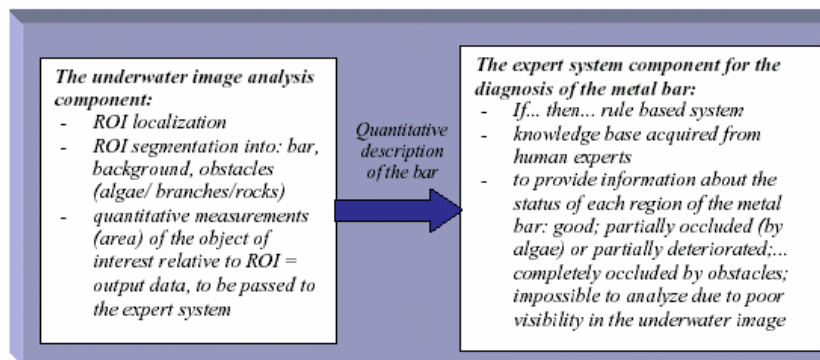 The underwater image analysis
component:
- ROI localization
- ROI segmentation into: bar,
background, obstacles
(algae/ branches/rocks)
- quantitative measurements
(area) of the object of
interest relative to ROI =
output data, to be passed to
the expert system
Quantitative
description
of the bar
The expert system component for the
diagnosis of the metal bar:
- If... then... rule based system
- knowledge base acquired from
human experts
- to provide information about the
status of each region of the metal
bar: good; partially occluded (by
algae) or partially deteriorated;...
completely occluded by obstacles;
impossible to analyze due to poor
visibility in the underwater image